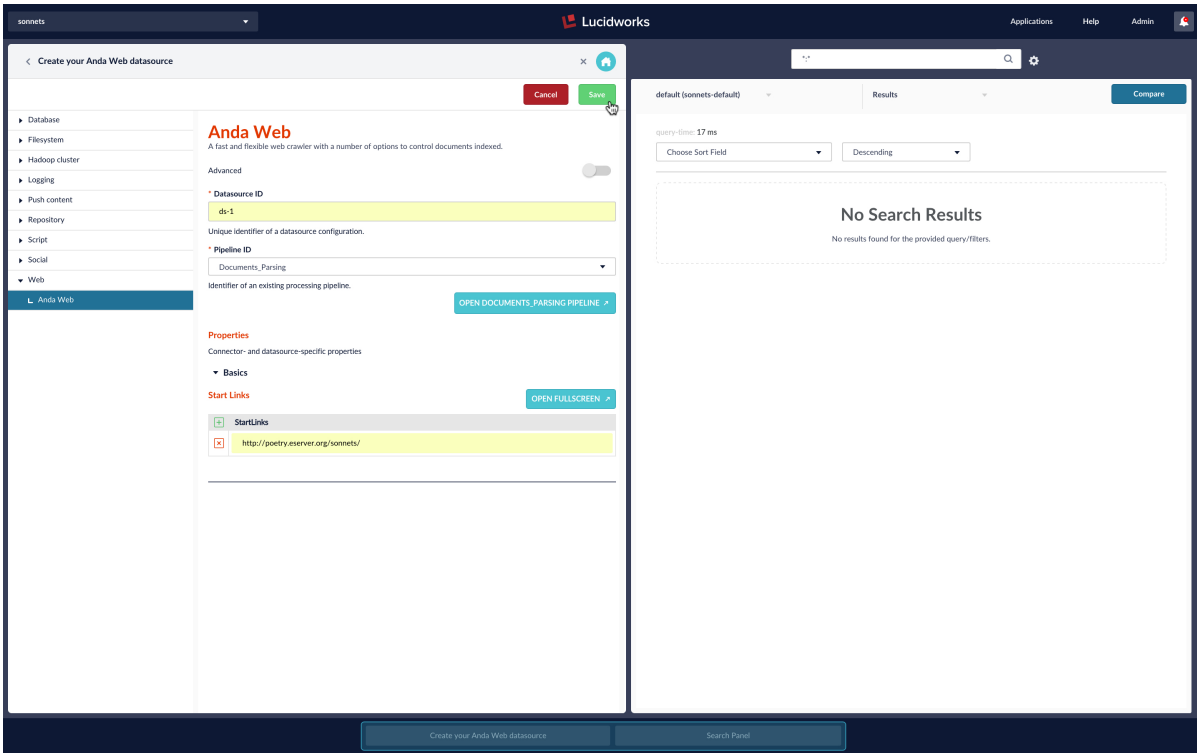 sonnets
Lucidworks
Applications
Help
Admin
Create your Anda Web datasource
Cancel
Save
Database
Filesystem
Hadoop cluster
Logging
Push content
Repository
Script
Social
Web
Anda Web
Anda Web
A fast and flexible web crawler with a number of options to control documents indexed.
Advanced
* Datasource ID
ds-1
Unique identifier of a datasource configuration.
* Pipeline ID
Documents_Parsing
Identifier of an existing processing pipeline.
OPEN DOCUMENTS_PARSING PIPELINE
Properties
Connector- and datasource-specific properties
Basics
Start Links
OPEN FULLSCREEN
StartLinks
http://poetry.eserver.org/sonnets/
*:*
default (sonnets-default)
Results
Compare
query-time: 17 ms
Choose Sort Field
Descending
No Search Results
No results found for the provided query/filters.
Create your Anda Web datasource
Search Panel